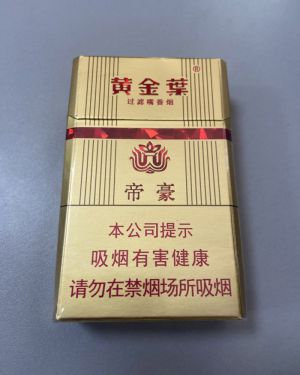 黄金葉®
过滤嘴香烟
帝豪
本公司提示
吸烟有害健康
请勿在禁烟场所吸烟